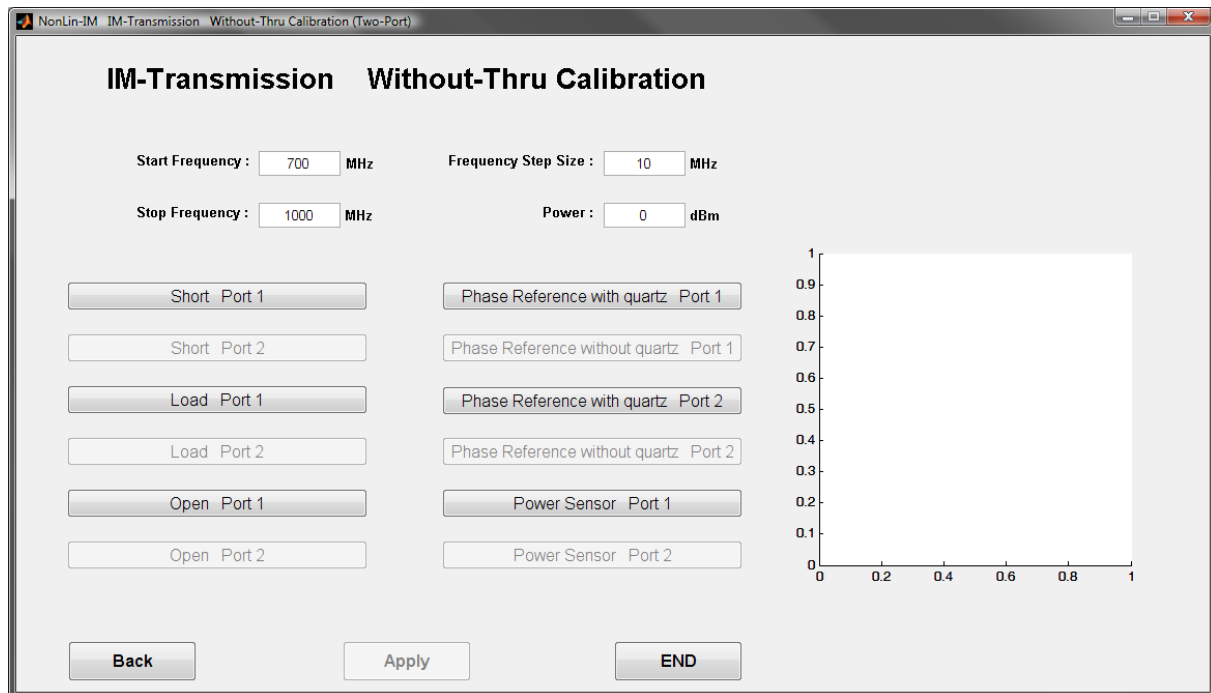 NonLin-IM IM-Transmission Without-Thru Calibration (Two-Port)
IM-Transmission Without-Thru Calibration
Start Frequency : 700 MHz Frequency Step Size : 10 MHz
Stop Frequency : 1000 MHz Power : 0 dBm
Short Port 1 Phase Reference with quartz Port 1
Short Port 2 Phase Reference without quartz Port 1
Load Port 1 Phase Reference with quartz Port 2
Load Port 2 Phase Reference without quartz Port 2
Open Port 1 Power Sensor Port 1
Open Port 2 Power Sensor Port 2
1
0.9
0.8
0.7
0.6
0.5
0.4
0.3
0.2
0.1
0
0 0.2 0.4 0.6 0.8 1
Back Apply END